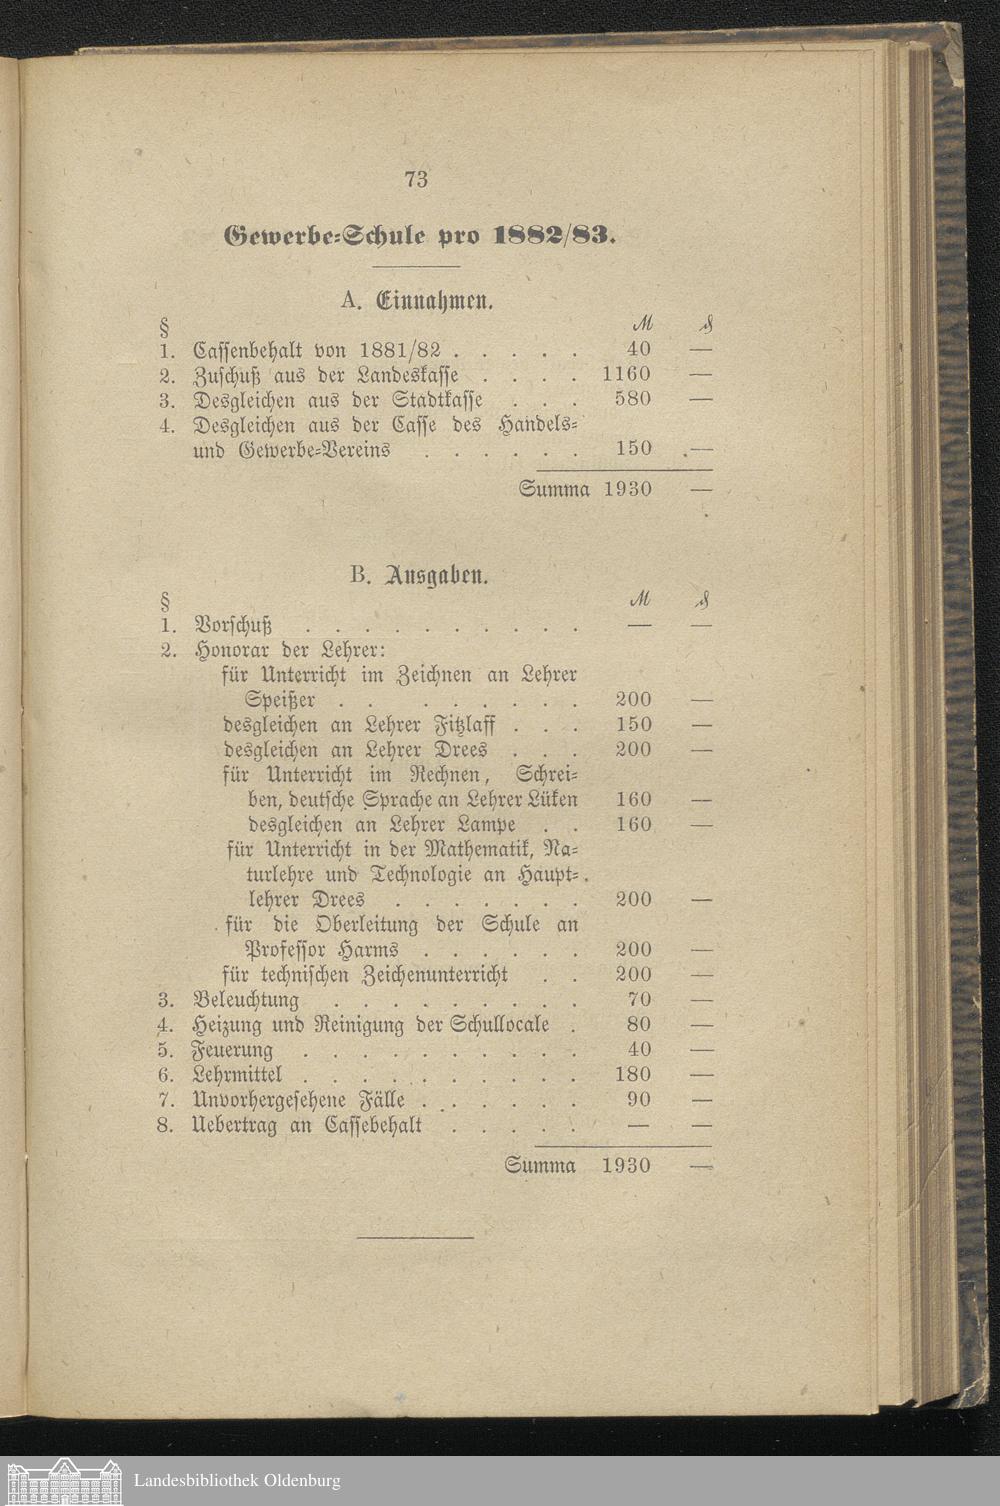 73
Gewerbe-Schule pro 1882/83.
A. Einnahmen.
§ M ₰
1. Cassenbehalt von 1881/82 . . . . . 40 —
2. Zuschuß aus der Landeskasse . . . . 1160 —
3. Desgleichen aus der Stadtkasse . . . 580 —
4. Desgleichen aus der Casse des Handels-
und Gewerbe-Vereins . . . . . . 150 —
Summa 1930 —
B. Ausgaben.
§ M ₰
1. Vorschuß . . . . . . . . . . — —
2. Honorar der Lehrer:
für Unterricht im Zeichnen an Lehrer
Speißer . . . . . . . . 200 —
desgleichen an Lehrer Fitzlaff . . . 150 —
desgleichen an Lehrer Drees . . . 200 —
für Unterricht im Rechnen, Schrei-
ben, deutsche Sprache an Lehrer Lüken 160 —
desgleichen an Lehrer Lampe . . 160 —
für Unterricht in der Mathematik, Na-
turlehre und Technologie an Haupt-
lehrer Drees . . . . . . . 200 —
für die Oberleitung der Schule an
Professor Harms . . . . . . 200 —
für technischen Zeichenunterricht . . 200 —
3. Beleuchtung . . . . . . . . . 70 —
4. Heizung und Reinigung der Schullocale . 80 —
5. Feuerung . . . . . . . . . . 40 —
6. Lehrmittel . . . . . . . . . . 180 —
7. Unvorhergesehene Fälle . . . . . . 90 —
8. Uebertrag an Cassebehalt . . . . . — —
Summa 1930 —
Landesbibliothek Oldenburg